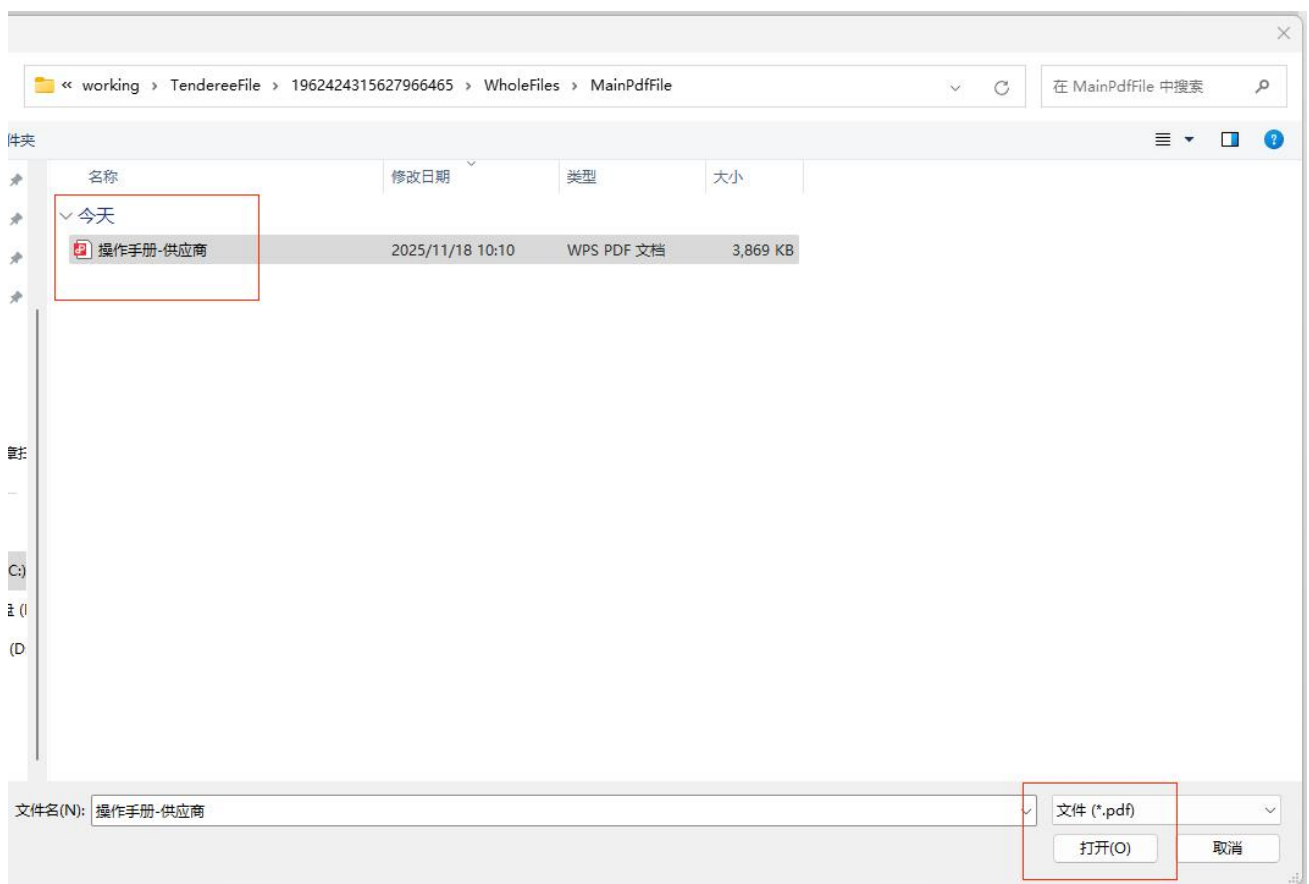 « working › TendereeFile › 1962424315627966465 › WholeFiles › MainPdfFile
在 MainPdfFile 中搜索
件夹
名称 修改日期 类型 大小
今天
操作手册-供应商 2025/11/18 10:10 WPS PDF 文档 3,869 KB
C:)
(D
文件名(N): 操作手册-供应商 文件 (*.pdf)
打开(O) 取消